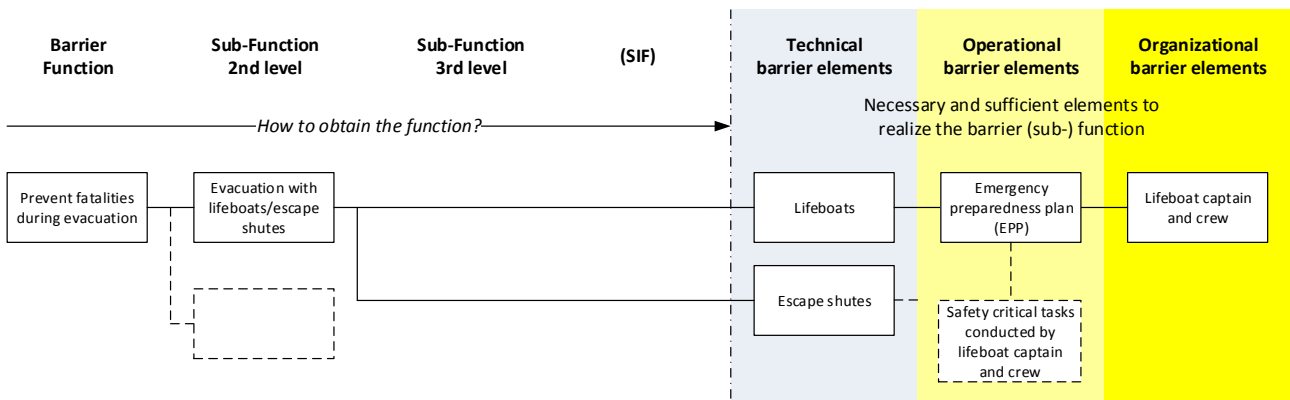 Barrier
Function
Sub-Function
2nd level
Sub-Function
3rd level
(SIF)
Technical
barrier elements
Operational
barrier elements
Organizational
barrier elements
How to obtain the function?
Necessary and sufficient elements to
realize the barrier (sub-) function
Prevent fatalities
during evacuation
Evacuation with
lifeboats/escape
shutes
Lifeboats
Emergency
preparedness plan
(EPP)
Lifeboat captain
and crew
Escape shutes
Safety critical tasks
conducted by
lifeboat captain
and crew